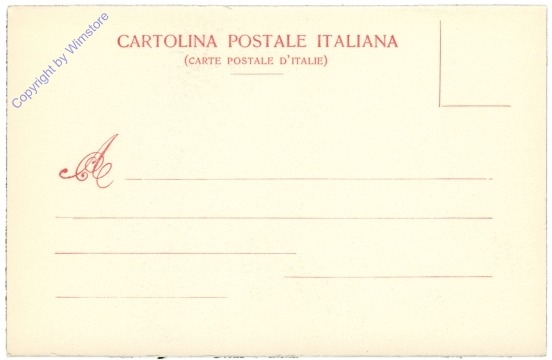 Copyright by Wimstore
CARTOLINA POSTALE ITALIANA
(CARTE POSTALE D'ITALIE)
A